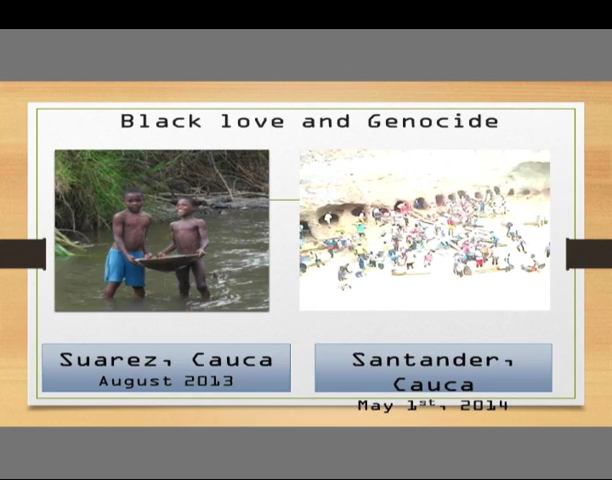 Black love and Genocide
Suarez, Cauca
August 2013
Santander,
Cauca
May 1st, 2014